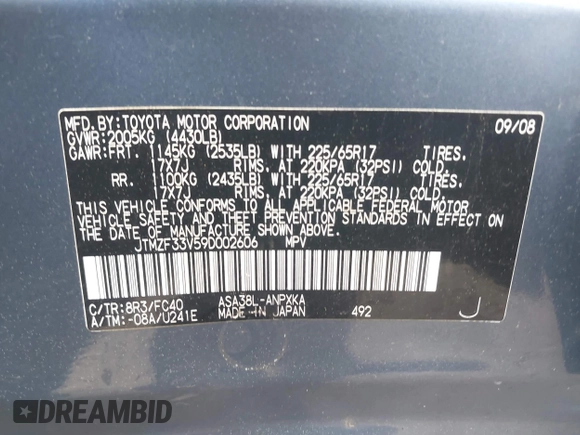 MFD.BY:TOYOTA MOTOR CORPORATION 09/08
GVWR:2005KG (4430LB)
GAWR:FRT. 1145KG (2535LB) WITH 225/65R17 TIRES.
17X7J RIMS, AT 220KPA (32PSI) COLD.
RR. 1100KG (2435LB) WITH 225/65R17 TIRES.
17X7J RIMS, AT 220KPA (32PSI) COLD.
THIS VEHICLE CONFORMS TO ALL APPLICABLE FEDERAL MOTOR
VEHICLE SAFETY AND THEFT PREVENTION STANDARDS IN EFFECT ON
THE DATE OF MANUFACTURE SHOWN ABOVE.
JTMZF33V59D002606 MPV
C/TR:8R3/FC40 ASA38L-ANPXKA
A/TM:-08A/U241E MADE IN JAPAN 492 J
DREAMBID